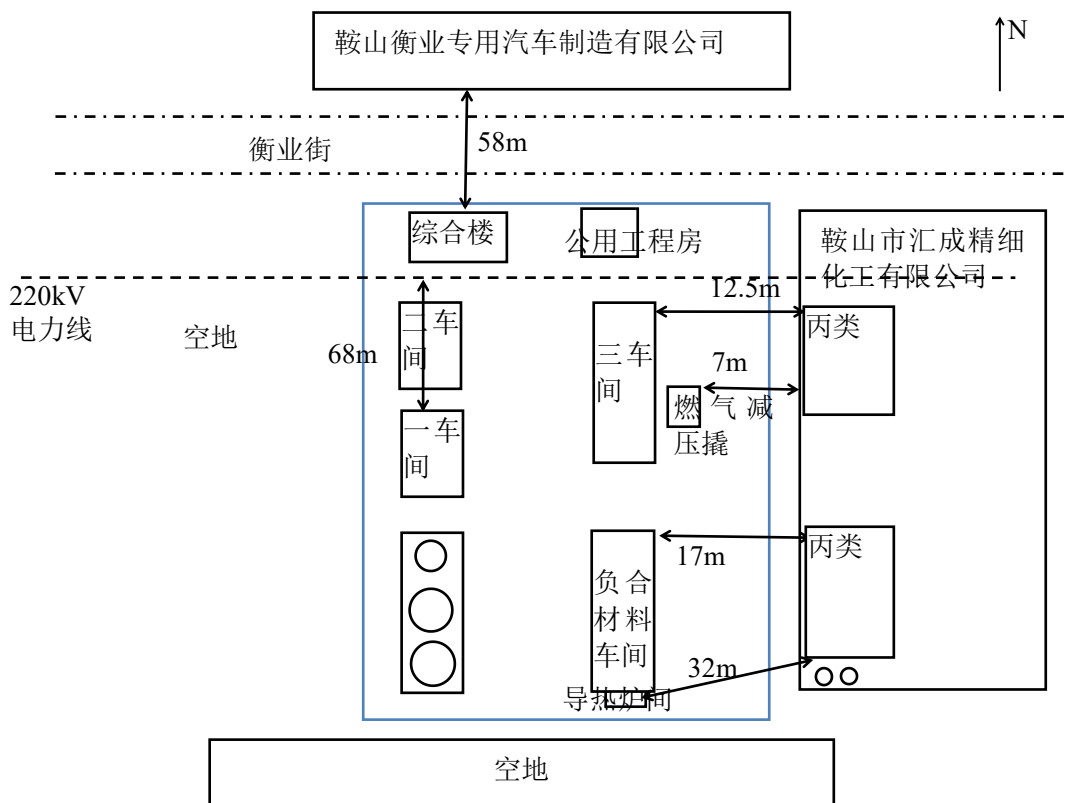 鞍山衡业专用汽车制造有限公司
N
58m
衡业街
综合楼
公用工程房
鞍山市汇成精细
化工有限公司
220kV
电力线
空地
12.5m
二车
间
68m
三车
间
丙类
7m
燃气减
压撬
一车
间
丙类
17m
负合
材料
车间
32m
导热炉间
空地